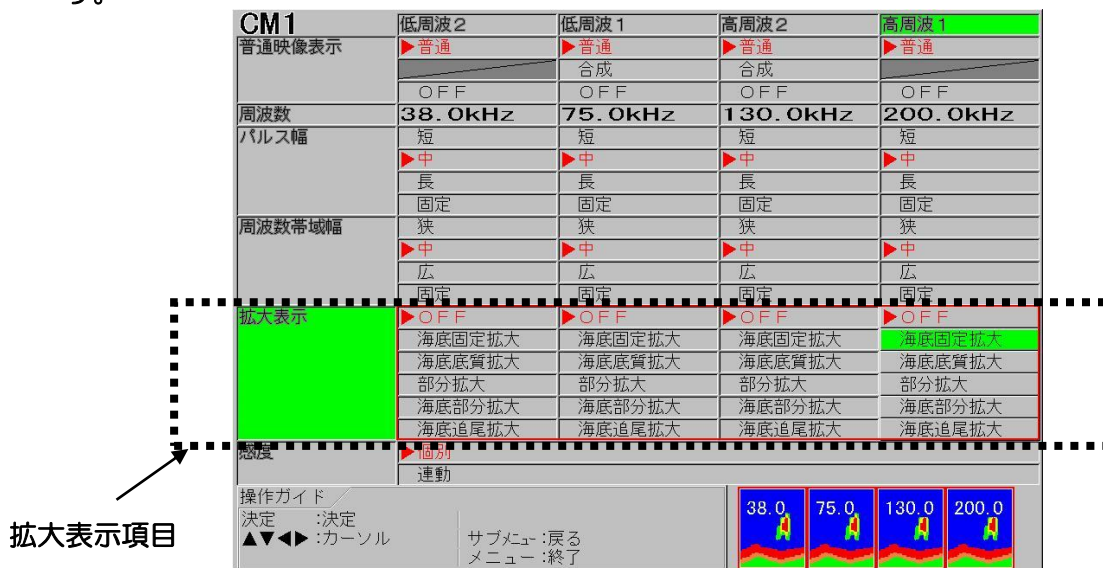 す。
CM1 低周波2 低周波1 高周波2 高周波1
普通映像表示 ▶普通 ▶普通 ▶普通 ▶普通
合成 合成
OFF OFF OFF OFF
周波数 38.0kHz 75.0kHz 130.0kHz 200.0kHz
パルス幅 短 短 短 短
▶中 ▶中 ▶中 ▶中
長 長 長 長
固定 固定 固定 固定
周波数帯域幅 狭 狭 狭 狭
▶中 ▶中 ▶中 ▶中
広 広 広 広
固定 固定 固定 固定
拡大表示 ▶OFF ▶OFF ▶OFF ▶OFF
海底固定拡大 海底固定拡大 海底固定拡大 海底固定拡大
海底底質拡大 海底底質拡大 海底底質拡大 海底底質拡大
部分拡大 部分拡大 部分拡大 部分拡大
海底部分拡大 海底部分拡大 海底部分拡大 海底部分拡大
海底追尾拡大 海底追尾拡大 海底追尾拡大 海底追尾拡大
感度 ▶個別
連動
操作ガイド
決定 :決定
▲▼◀▶:カーソル サブメニュー:戻る
メニュー:終了
38.0 75.0 130.0 200.0
拡大表示項目